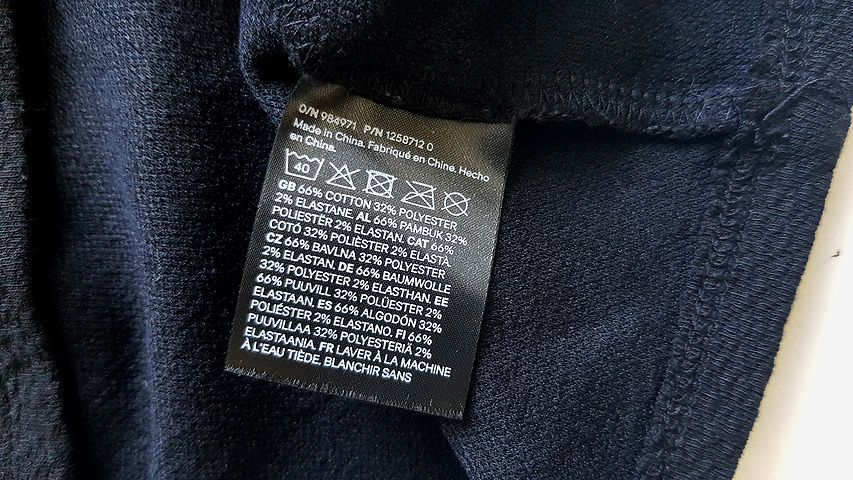 O/N 984971 P/N 1258712 0
Made in China. Fabriqué en Chine. Hecho
en China.
40
GB 66% COTTON 32% POLYESTER
2% ELASTANE. AL 66% PAMBUK 32%
POLIESTËR 2% ELASTAN. CAT 66%
COTÓ 32% POLIÈSTER 2% ELASTÀ
CZ 66% BAVLNA 32% POLYESTER
2% ELASTAN. DE 66% BAUMWOLLE
32% POLYESTER 2% ELASTHAN. EE
66% PUUVILL 32% POLÜESTER 2%
ELASTAAN. ES 66% ALGODÓN 32%
POLIÉSTER 2% ELASTANO. FI 66%
PUUVILLAA 32% POLYESTERIÄ 2%
ELASTAANIA. FR LAVER À LA MACHINE
À L'EAU TIÈDE. BLANCHIR SANS